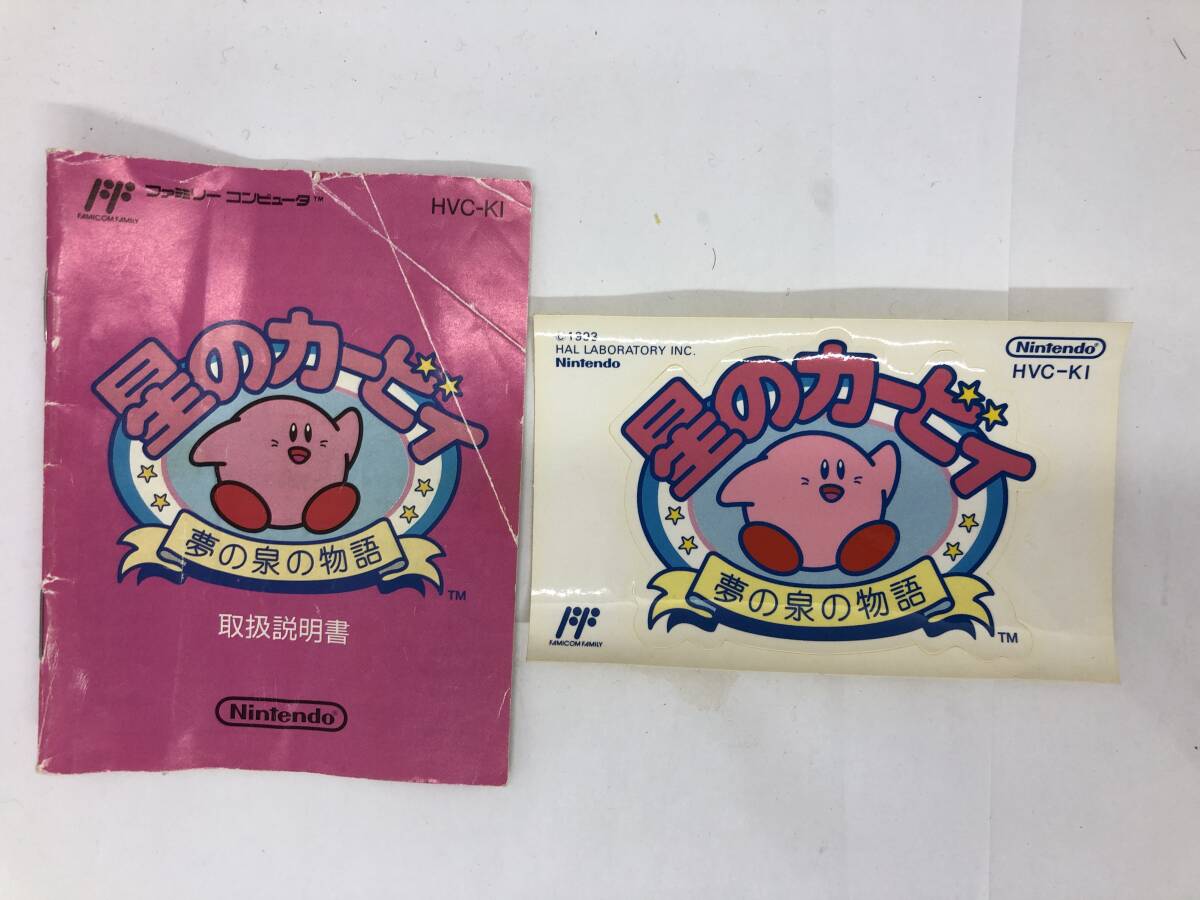 FF ファミリー コンピュータ™
FAMICOM FAMILY
HVC-KI
星のカービィ
夢の泉の物語
TM
取扱説明書
Nintendo®
©1993
HAL LABORATORY INC.
Nintendo
Nintendo®
HVC-KI
星のカービィ
夢の泉の物語
TM
FF
FAMICOM FAMILY